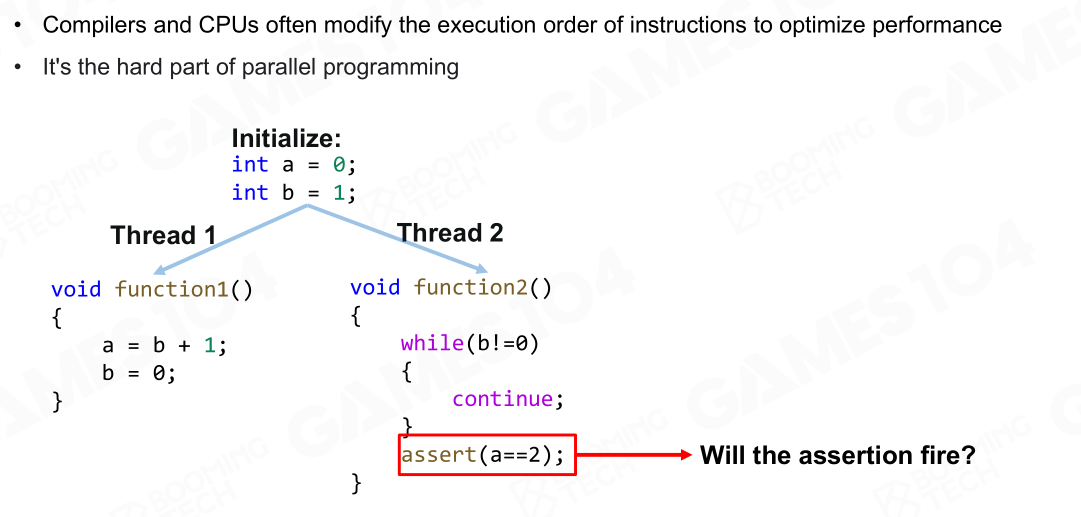 • Compilers and CPUs often modify the execution order of instructions to optimize performance
• It's the hard part of parallel programming
Initialize:
int a = 0;
int b = 1;
Thread 1
Thread 2
void function1()
{
a = b + 1;
b = 0;
}
void function2()
{
while(b!=0)
{
continue;
}
assert(a==2);
}
Will the assertion fire?
BOOMING TECH
GAMES 104